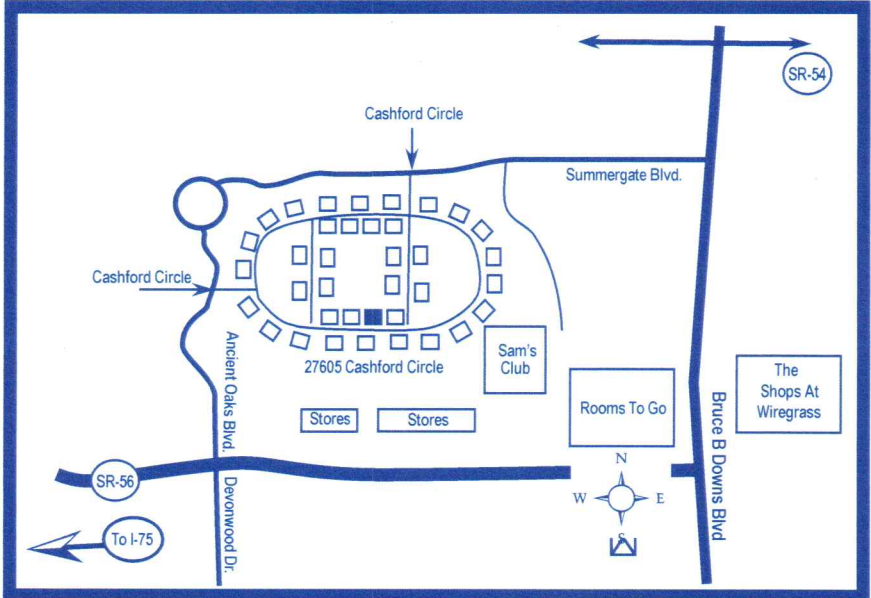 SR-54
Cashford Circle
Summergate Blvd.
Cashford Circle
Ancient Oaks Blvd.
27605 Cashford Circle
Sam's
Club
The
Shops At
Wiregrass
Rooms To Go
Bruce B Downs Blvd
Stores
Stores
N
W
E
S
SR-56
Devonwood Dr.
To I-75